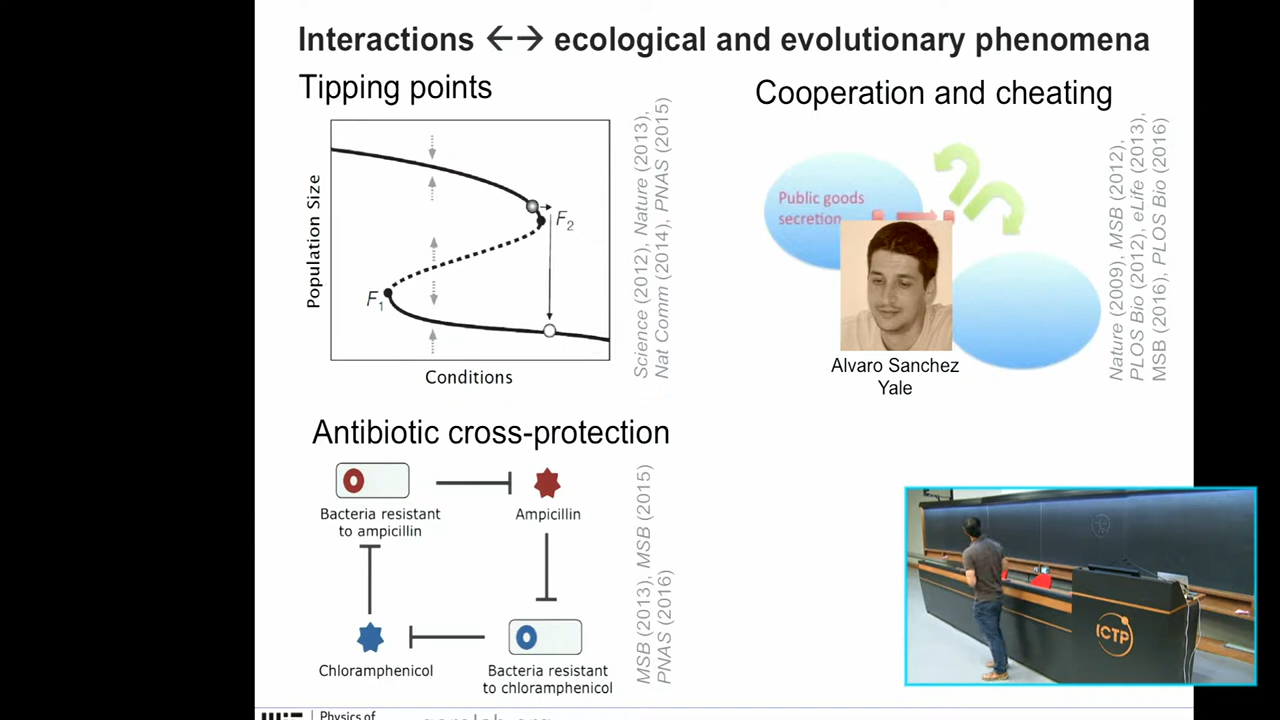 Interactions ←→ ecological and evolutionary phenomena
Tipping points
Population Size
F1
F2
Conditions
Science (2012), Nature (2013),
Nat Comm (2014), PNAS (2015)
Cooperation and cheating
Public goods
secretion
Alvaro Sanchez
Yale
Nature (2009), MSB (2012),
PLOS Bio (2012), eLife (2013),
MSB (2016), PLOS Bio (2016)
Antibiotic cross-protection
Bacteria resistant
to ampicillin
Ampicillin
Chloramphenicol
Bacteria resistant
to chloramphenicol
MSB (2013), MSB (2015)
PNAS (2016)
ICTP
Physics of